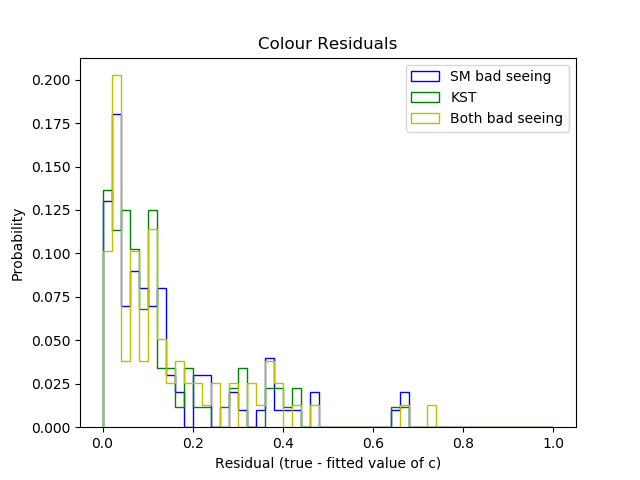 Colour Residuals
SM bad seeing
KST
Both bad seeing
Probability
0.200
0.175
0.150
0.125
0.100
0.075
0.050
0.025
0.000
0.0 0.2 0.4 0.6 0.8 1.0
Residual (true - fitted value of c)